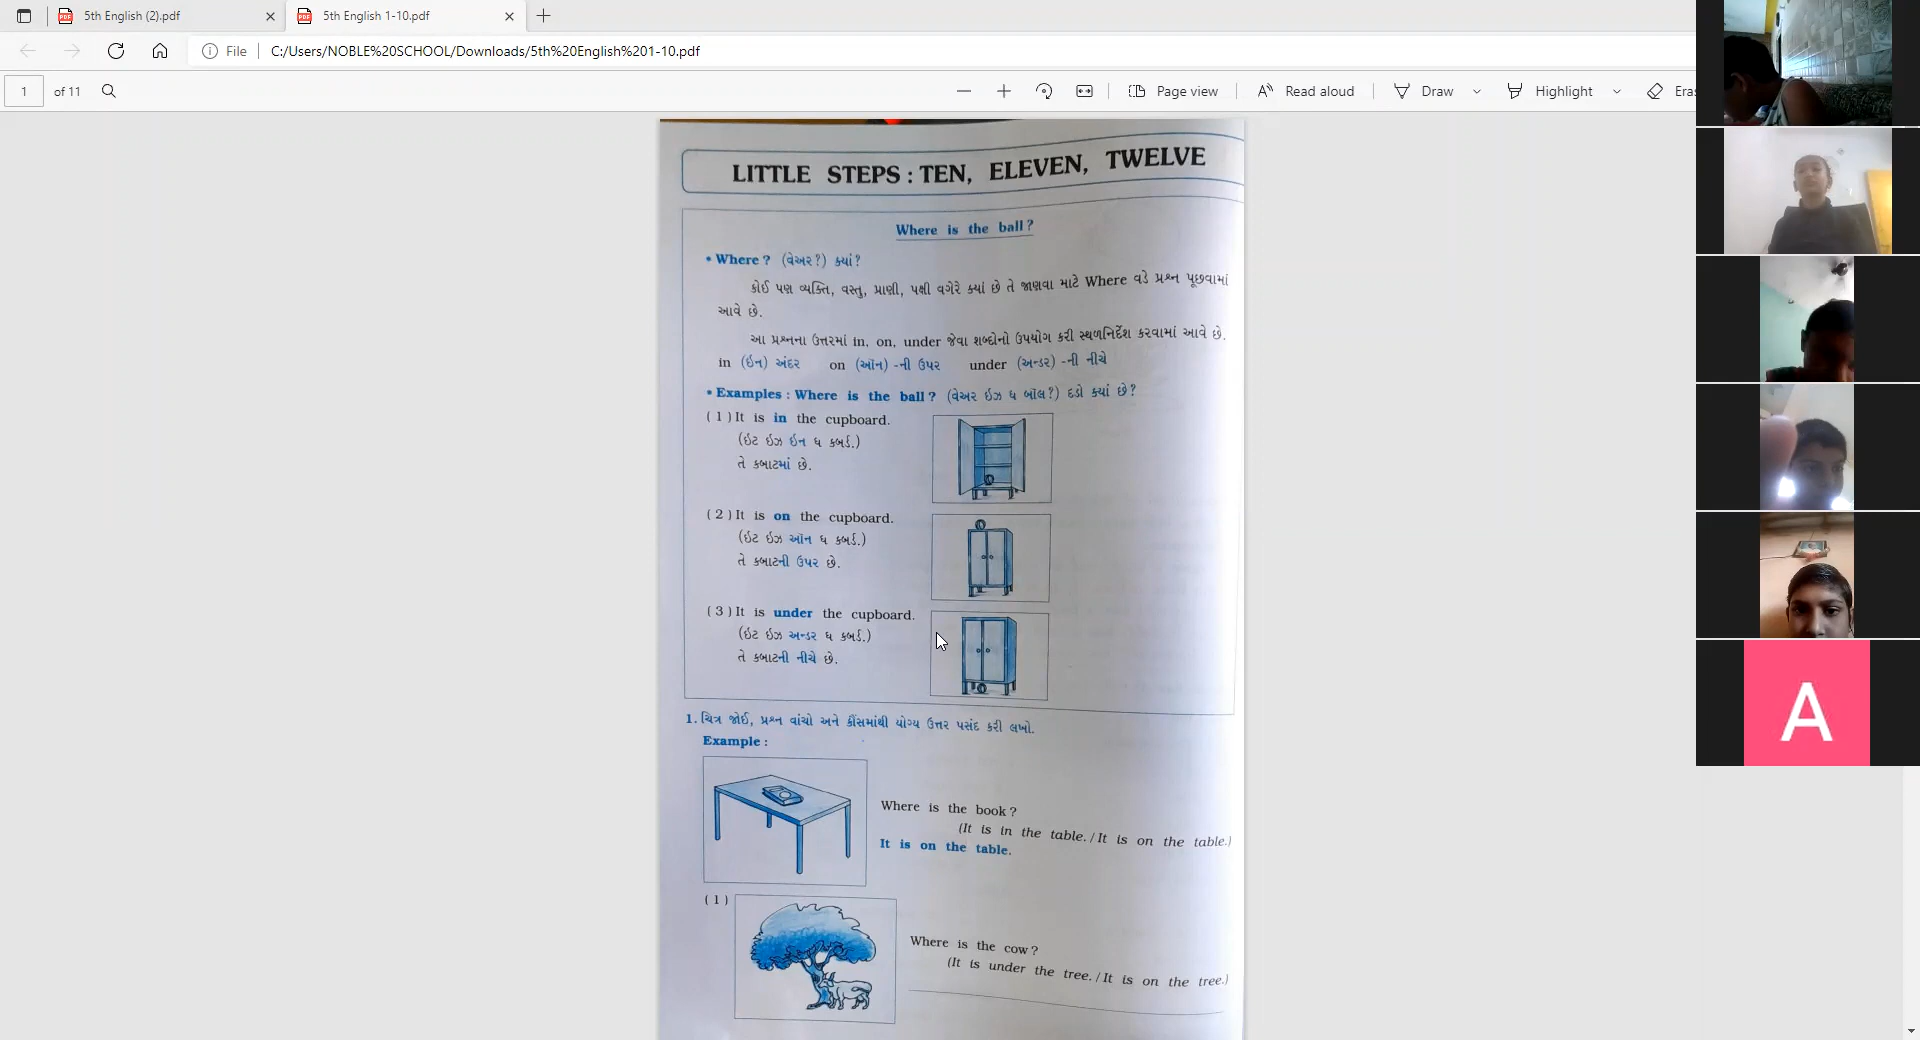 5th English (2).pdf
5th English 1-10.pdf
File
C:/Users/NOBLE%20SCHOOL/Downloads/5th%20English%201-10.pdf
1 of 11
Page view
Read aloud
Draw
Highlight
Eras
LITTLE STEPS : TEN, ELEVEN, TWELVE
Where is the ball?
• Where? (વેઅર?) ક્યાં?
કોઈ પણ વ્યક્તિ, વસ્તુ, પ્રાણી, પક્ષી વગેરે ક્યાં છે તે જાણવા માટે Where વડે પ્રશ્ન પૂછવામાં
આવે છે.
આ પ્રશ્નના ઉત્તરમાં in, on, under જેવા શબ્દોનો ઉપયોગ કરી સ્થળનિર્દેશ કરવામાં આવે છે.
in (ઇન) અંદર on (ઑન) -ની ઉપર under (અન્ડર) -ની નીચે
• Examples : Where is the ball? (વેઅર ઇઝ ધ બૉલ?) દડો ક્યાં છે?
(1) It is in the cupboard.
(ઇટ ઇઝ ઇન ધ કબર્ડ.)
તે કબાટમાં છે.
(2) It is on the cupboard.
(ઇટ ઇઝ ઑન ધ કબર્ડ.)
તે કબાટની ઉપર છે.
(3) It is under the cupboard.
(ઇટ ઇઝ અન્ડર ધ કબર્ડ.)
તે કબાટની નીચે છે.
1. ચિત્ર જોઈ, પ્રશ્ન વાંચો અને કૌંસમાંથી યોગ્ય ઉત્તર પસંદ કરી લખો.
Example :
Where is the book?
(It is in the table. / It is on the table.)
It is on the table.
(1)
Where is the cow?
(It is under the tree. / It is on the tree.)
A